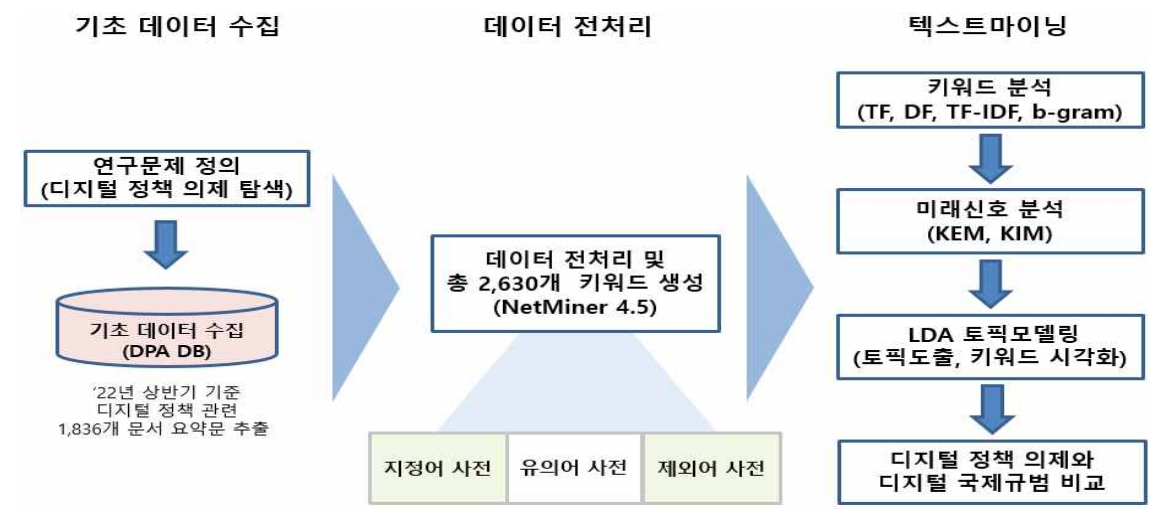 기초 데이터 수집
연구문제 정의
(디지털 정책 의제 탐색)
기초 데이터 수집
(DPA DB)
‘22년 상반기 기준
디지털 정책 관련
1,836개 문서 요약문 추출
데이터 전처리
데이터 전처리 및
총 2,630개 키워드 생성
(NetMiner 4.5)
지정어 사전
유의어 사전
제외어 사전
텍스트마이닝
키워드 분석
(TF, DF, TF-IDF, b-gram)
미래신호 분석
(KEM, KIM)
LDA 토픽모델링
(토픽도출, 키워드 시각화)
디지털 정책 의제와
디지털 국제규범 비교